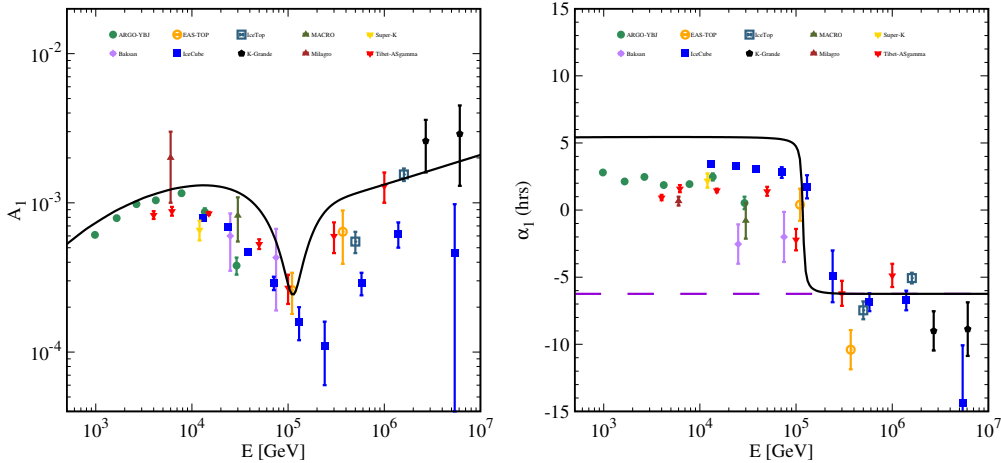 10^-2
10^-3
10^-4
A_1
ARGO-YBJ EAS-TOP IceTop MACRO Super-K
Baksan IceCube K-Grande Milagro Tibet-ASgamma
10^3 10^4 10^5 10^6 10^7
E [GeV]
15
10
5
0
-5
-10
-15
α_1 (hrs)
ARGO-YBJ EAS-TOP IceTop MACRO Super-K
Baksan IceCube K-Grande Milagro Tibet-ASgamma
10^3 10^4 10^5 10^6 10^7
E [GeV]